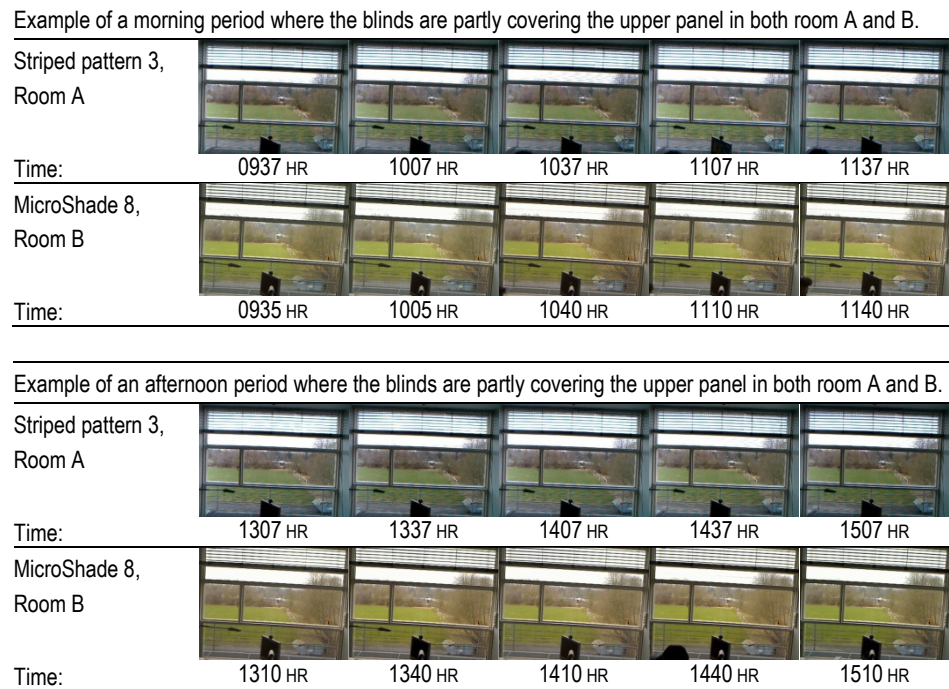 Example of a morning period where the blinds are partly covering the upper panel in both room A and B.
Striped pattern 3,
Room A
Time: 0937 HR 1007 HR 1037 HR 1107 HR 1137 HR
MicroShade 8,
Room B
Time: 0935 HR 1005 HR 1040 HR 1110 HR 1140 HR
Example of an afternoon period where the blinds are partly covering the upper panel in both room A and B.
Striped pattern 3,
Room A
Time: 1307 HR 1337 HR 1407 HR 1437 HR 1507 HR
MicroShade 8,
Room B
Time: 1310 HR 1340 HR 1410 HR 1440 HR 1510 HR